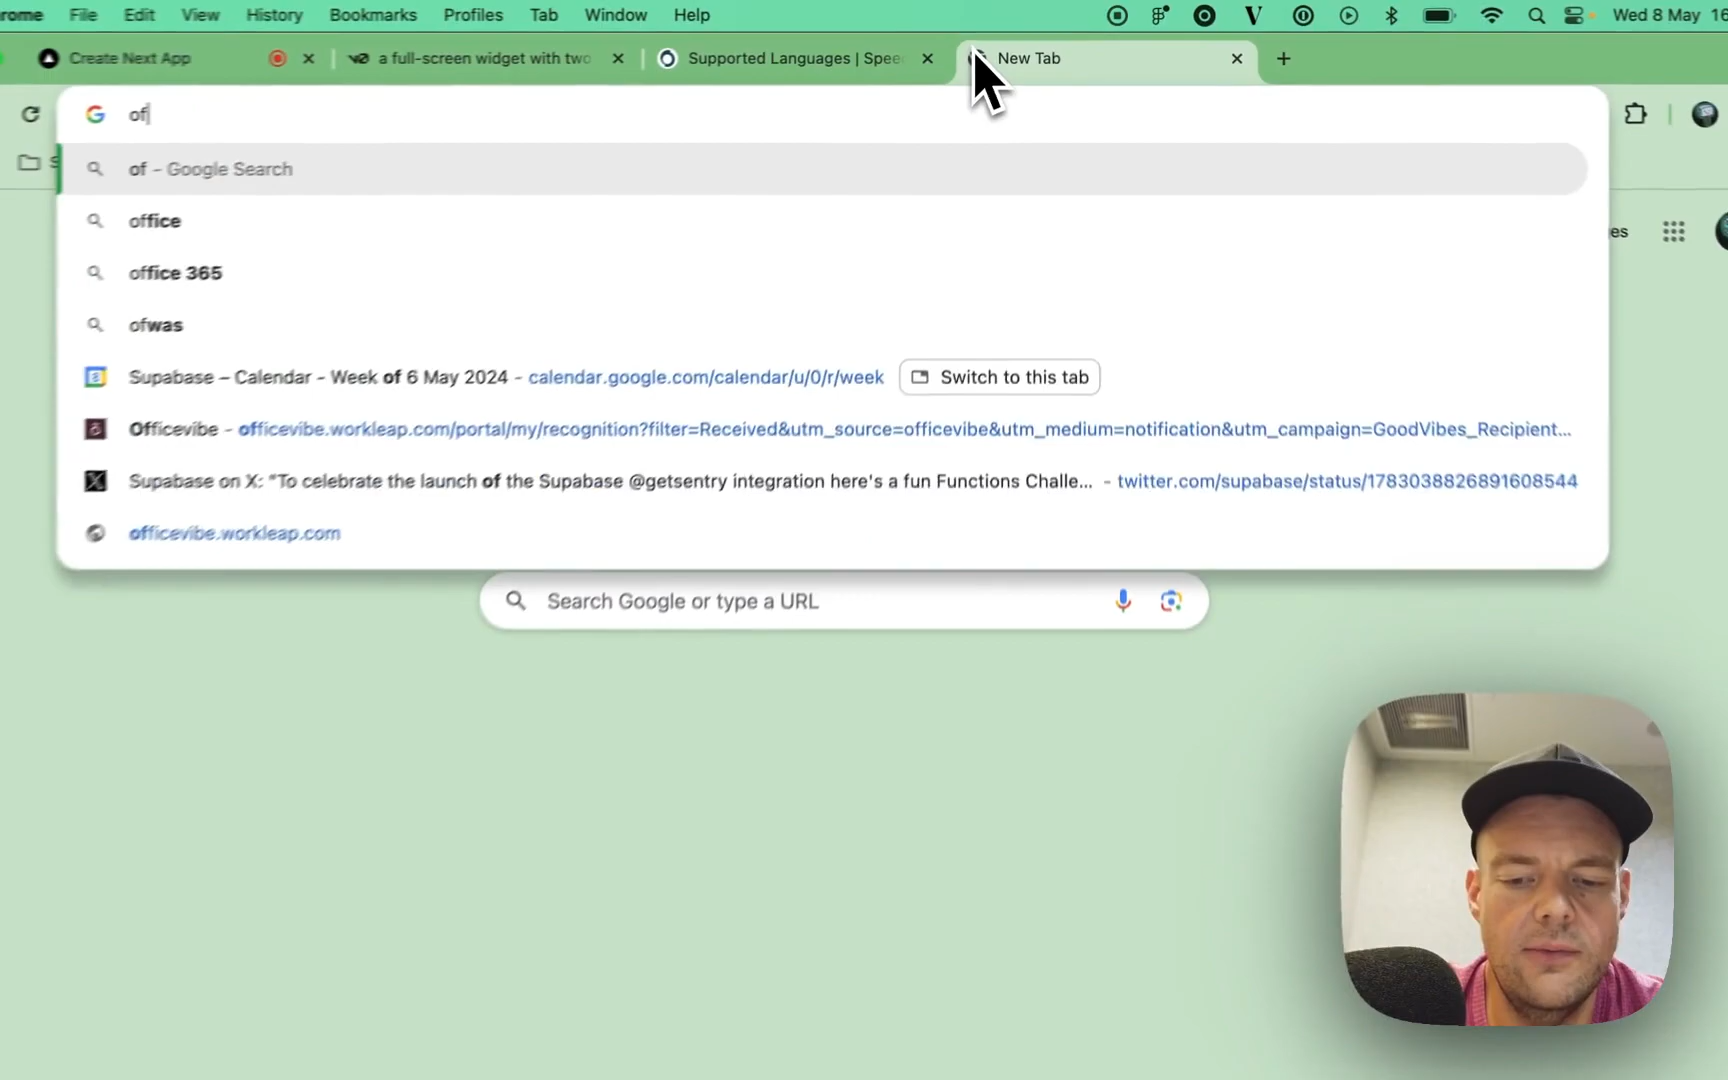 rome File Edit View History Bookmarks Profiles Tab Window Help Wed 8 May 16
Create Next App a full-screen widget with two Supported Languages | Spee New Tab
of
of – Google Search
office
office 365
ofwas
Supabase – Calendar - Week of 6 May 2024 - calendar.google.com/calendar/u/0/r/week Switch to this tab
Officevibe - officevibe.workleap.com/portal/my/recognition?filter=Received&utm_source=officevibe&utm_medium=notification&utm_campaign=GoodVibes_Recipient...
Supabase on X: "To celebrate the launch of the Supabase @getsentry integration here's a fun Functions Challe... - twitter.com/supabase/status/1783038826891608544
officevibe.workleap.com
es
Search Google or type a URL